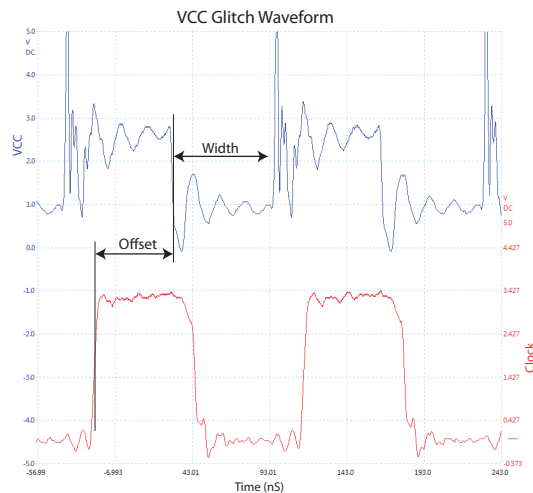 VCC Glitch Waveform
5.0
V
DC
4.0
3.0
2.0
1.0
0.0
-1.0
-2.0
-3.0
-4.0
-5.0
VCC
Width
Offset
V
DC
5.0
4.427
3.427
2.427
1.427
0.427
-0.573
Clock
-56.99
-6.993
43.01
93.01
143.0
193.0
243.0
Time (nS)